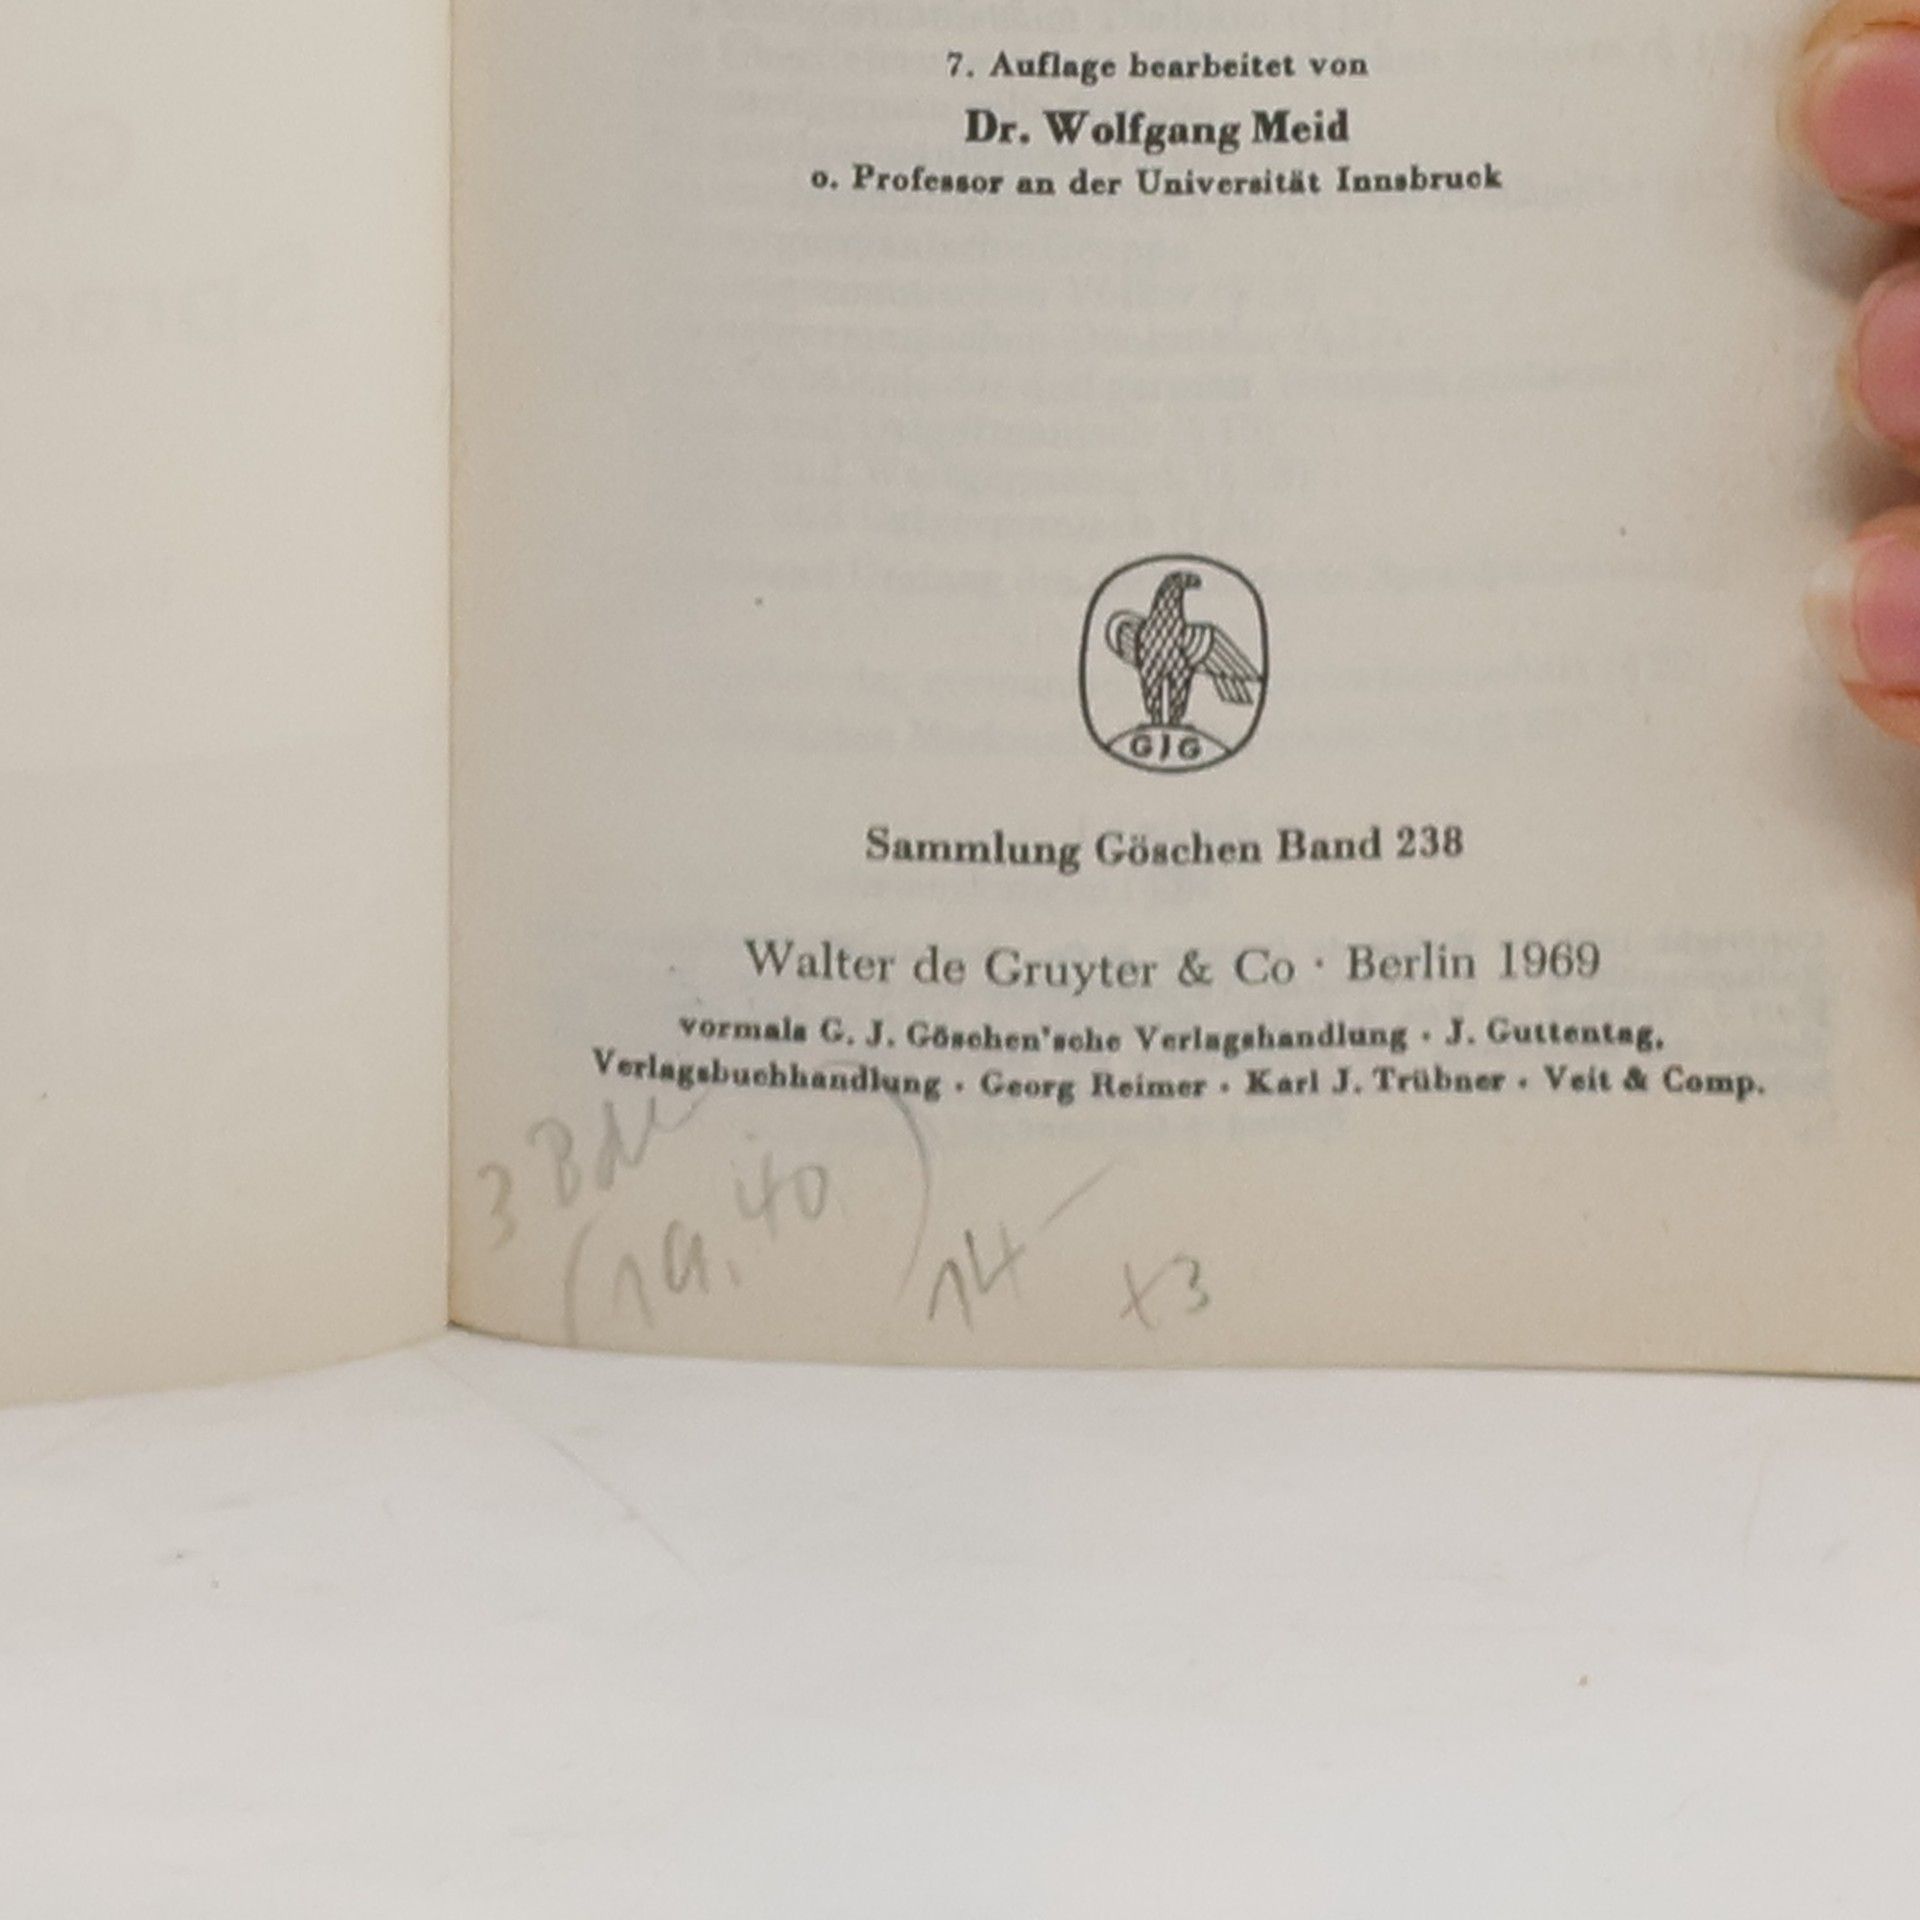 7. Auflage bearbeitet von
Dr. Wolfgang Meid
o. Professor an der Universität Innsbruck
GJG
Sammlung Göschen Band 238
Walter de Gruyter & Co · Berlin 1969
vormals G. J. Göschen'sche Verlagshandlung · J. Guttentag,
Verlagsbuchhandlung · Georg Reimer · Karl J. Trübner · Veit & Comp.
3 Bde
(19,40)
14-
x3